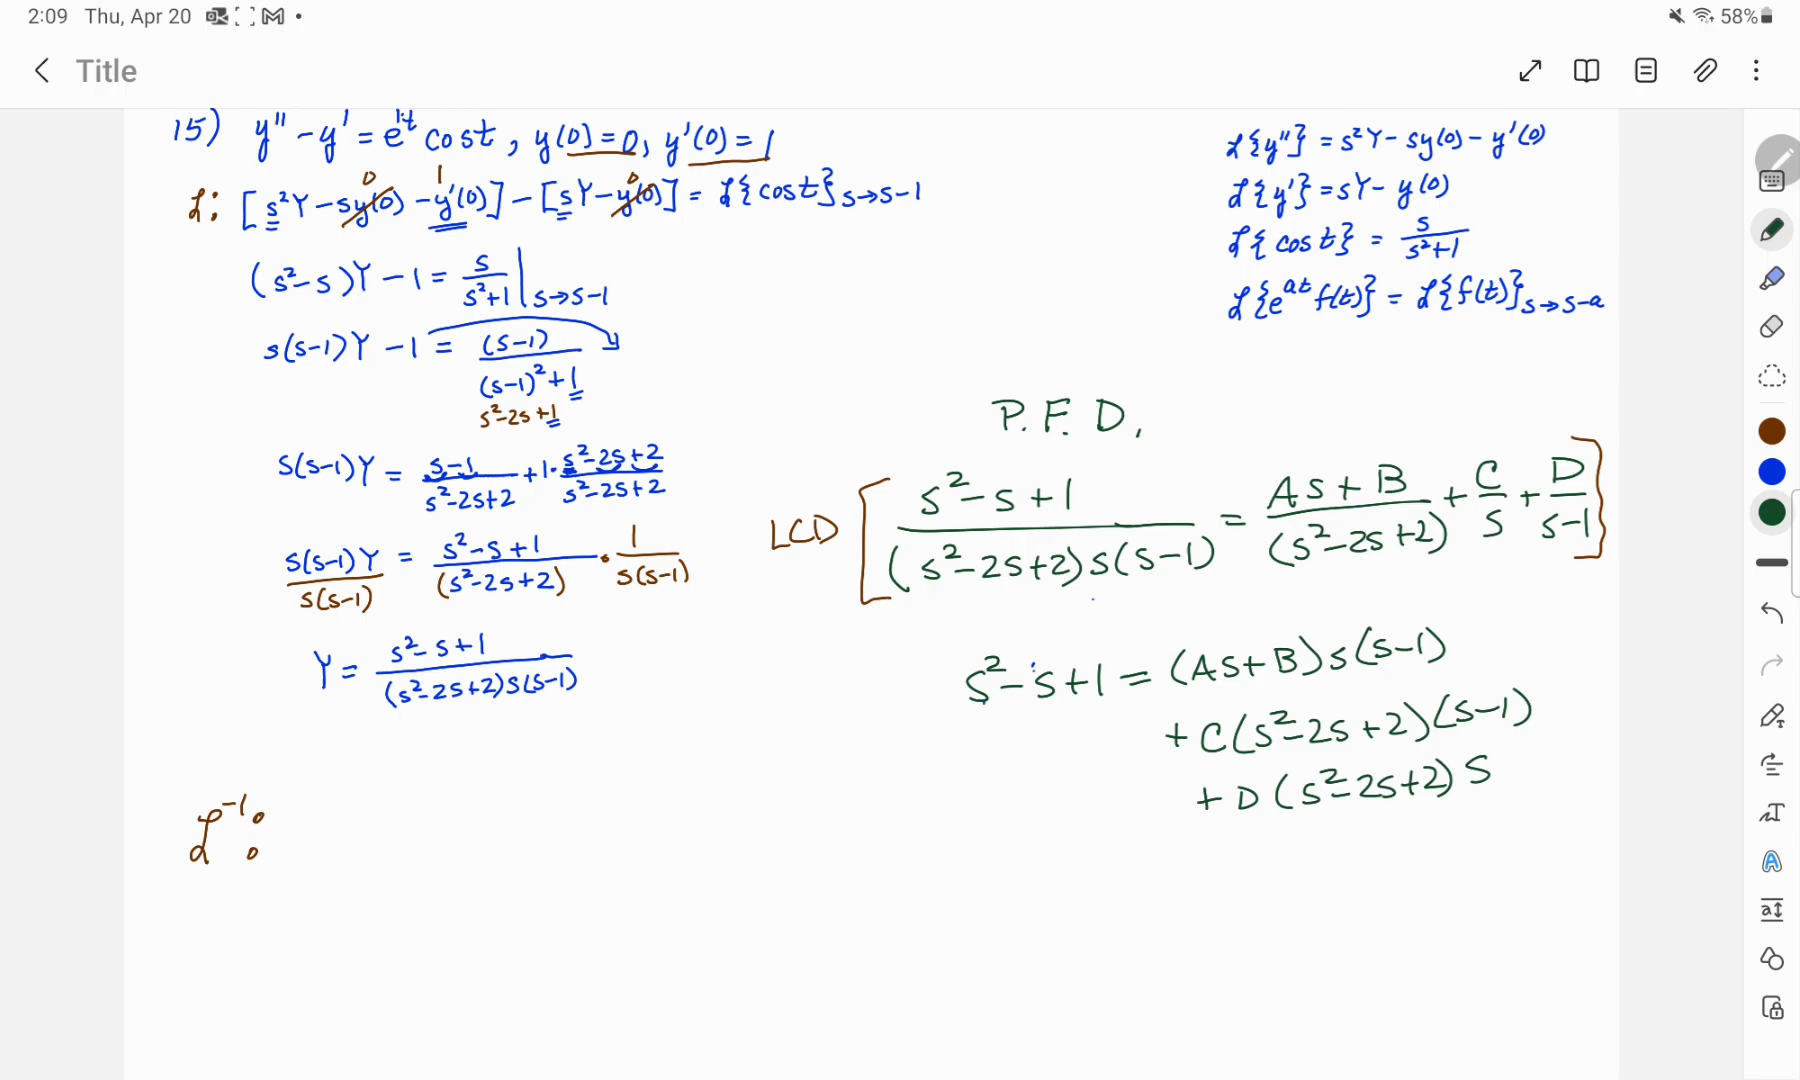 2:09 Thu, Apr 20
58%
Title
15) y'' - y' = e^{1t} cos t, y(0) = 0, y'(0) = 1
ℒ: [s²Y - sy(0) - y'(0)] - [sY - y(0)] = ℒ{cos t}_{s→s-1}
0 1 0
(s² - s)Y - 1 = s/(s²+1) |_{s→s-1}
s(s-1)Y - 1 = (s-1)/((s-1)² + 1)
s² - 2s + 1
s(s-1)Y = (s-1)/(s²-2s+2) + 1 · (s²-2s+2)/(s²-2s+2)
s(s-1)Y/s(s-1) = (s²-s+1)/(s²-2s+2) · 1/s(s-1)
Y = (s²-s+1)/((s²-2s+2)s(s-1))
ℒ^{-1}:
ℒ{y''} = s²Y - sy(0) - y'(0)
ℒ{y'} = sY - y(0)
ℒ{cos t} = s/(s²+1)
ℒ{e^{at} f(t)} = ℒ{f(t)}_{s→s-a}
P.F.D.
LCD [(s²-s+1)/((s²-2s+2)s(s-1)) = (As+B)/(s²-2s+2) + C/s + D/(s-1)]
s²-s+1 = (As+B)s(s-1)
+ C(s²-2s+2)(s-1)
+ D(s²-2s+2)s